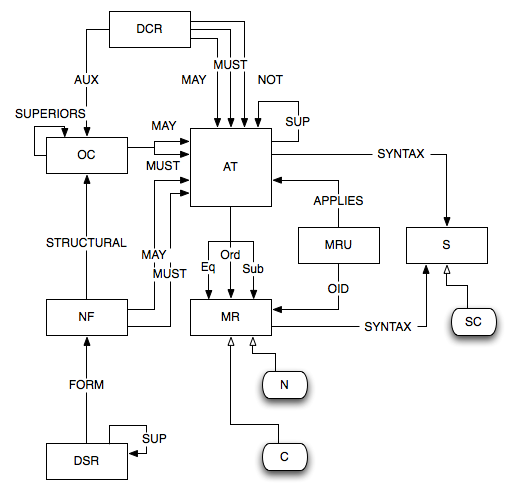 DCR
MUST
AUX
MAY
NOT
SUPERIORS
MAY
SUP
OC
MUST
AT
SYNTAX
APPLIES
STRUCTURAL
MAY
MUST
Eq
Ord
Sub
MRU
S
OID
NF
MR
SYNTAX
SC
FORM
N
SUP
DSR
C